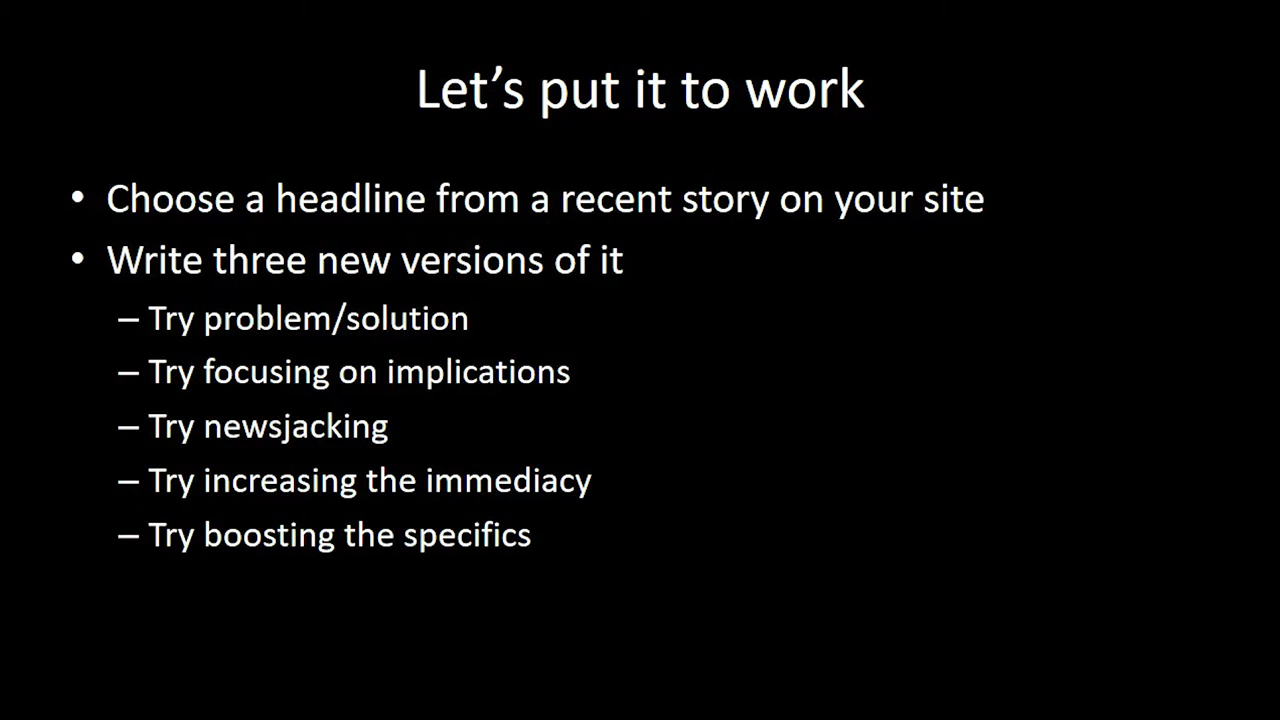 Let’s put it to work
• Choose a headline from a recent story on your site
• Write three new versions of it
– Try problem/solution
– Try focusing on implications
– Try newsjacking
– Try increasing the immediacy
– Try boosting the specifics